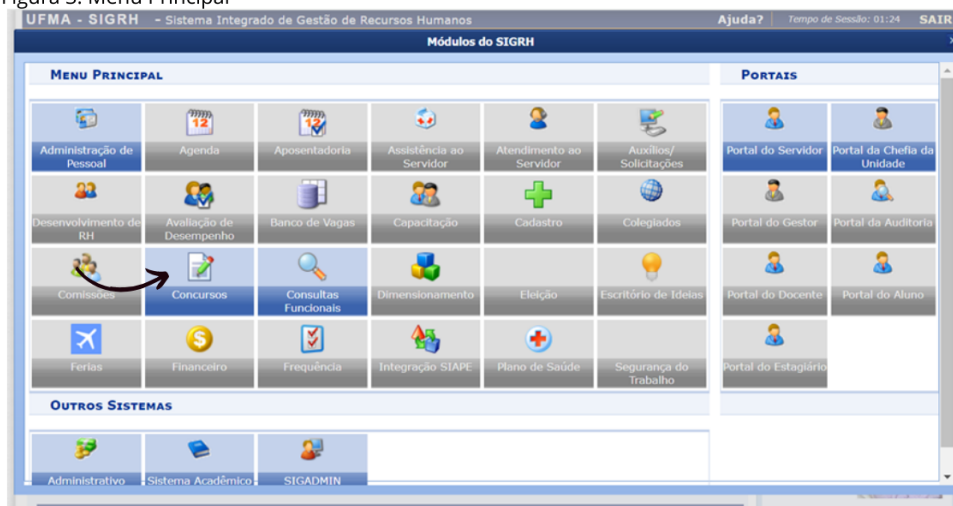 Figura 3: Menu Principal
UFMA - SIGRH - Sistema Integrado de Gestão de Recursos Humanos
Ajuda?
Tempo de Sessão: 01:24
SAIR
Módulos do SIGRH
MENU PRINCIPAL
PORTAIS
Administração de
Pessoal
Agenda
Aposentadoria
Assistência ao
Servidor
Atendimento ao
Servidor
Auxílios/
Solicitações
Portal do Servidor
Portal da Chefia da
Unidade
Desenvolvimento de
RH
Avaliação de
Desempenho
Banco de Vagas
Capacitação
Cadastro
Colegiados
Portal do Gestor
Portal da Auditoria
Comissões
Concursos
Consultas
Funcionais
Dimensionamento
Eleição
Escritório de Ideias
Portal do Docente
Portal do Aluno
Ferias
Financeiro
Frequência
Integração SIAPE
Plano de Saúde
Segurança do
Trabalho
Portal do Estagiário
OUTROS SISTEMAS
Administrativo
Sistema Acadêmico
SIGADMIN